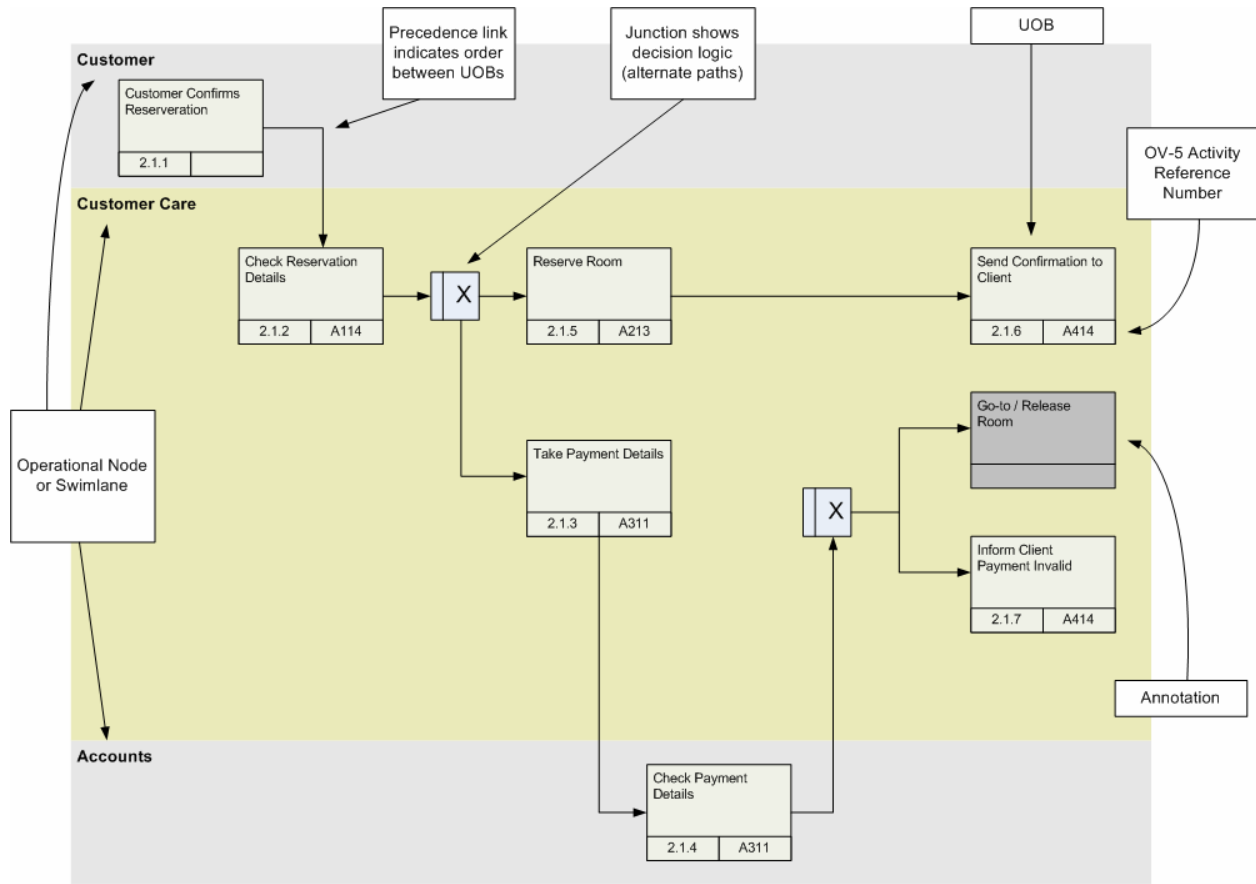 Precedence link
indicates order
between UOBs
Junction shows
decision logic
(alternate paths)
UOB
Customer
Customer Confirms
Reserveration
2.1.1
OV-5 Activity
Reference
Number
Customer Care
Check Reservation
Details
2.1.2
A114
X
Reserve Room
2.1.5
A213
Send Confirmation to
Client
2.1.6
A414
Operational Node
or Swimlane
Take Payment Details
2.1.3
A311
X
Go-to / Release
Room
Inform Client
Payment Invalid
2.1.7
A414
Annotation
Accounts
Check Payment
Details
2.1.4
A311